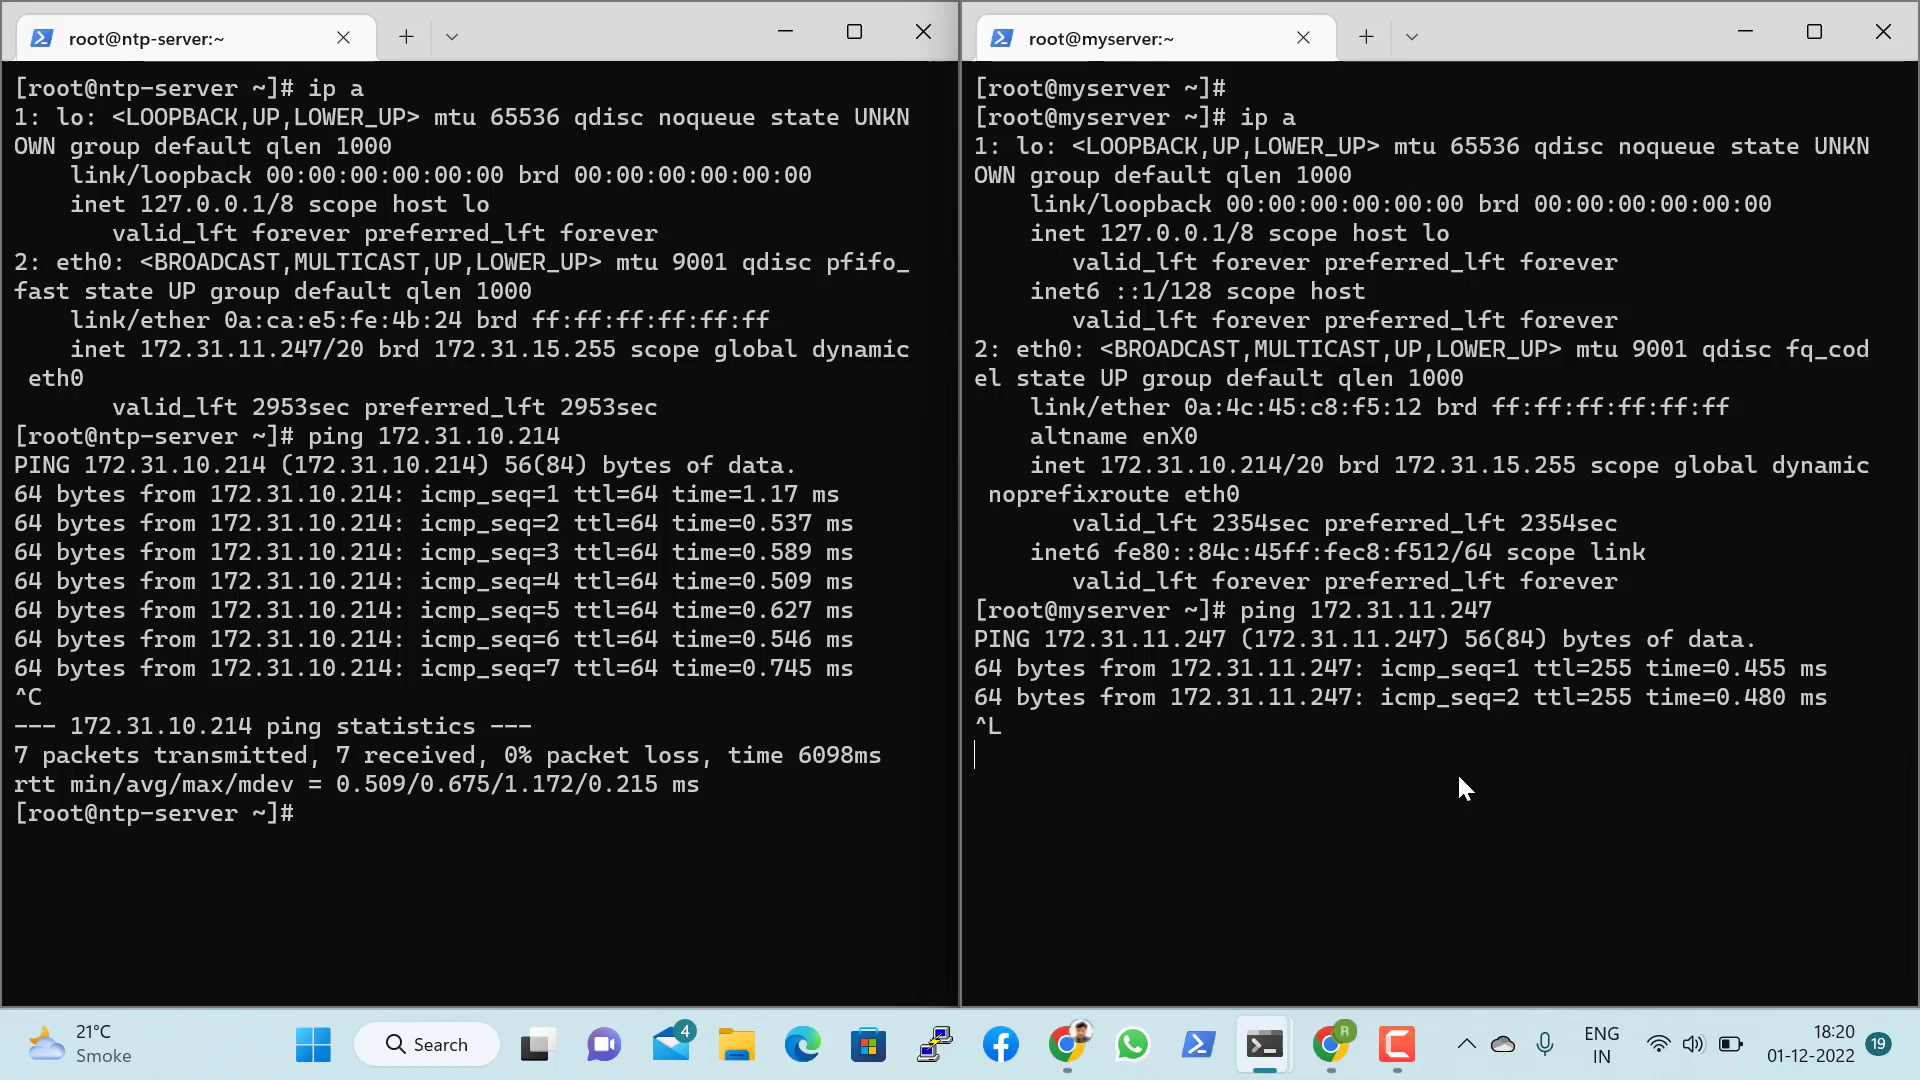 root@ntp-server:~
[root@ntp-server ~]# ip a
1: lo: <LOOPBACK,UP,LOWER_UP> mtu 65536 qdisc noqueue state UNKN
OWN group default qlen 1000
    link/loopback 00:00:00:00:00:00 brd 00:00:00:00:00:00
    inet 127.0.0.1/8 scope host lo
       valid_lft forever preferred_lft forever
2: eth0: <BROADCAST,MULTICAST,UP,LOWER_UP> mtu 9001 qdisc pfifo_
fast state UP group default qlen 1000
    link/ether 0a:ca:e5:fe:4b:24 brd ff:ff:ff:ff:ff:ff
    inet 172.31.11.247/20 brd 172.31.15.255 scope global dynamic
 eth0
       valid_lft 2953sec preferred_lft 2953sec
[root@ntp-server ~]# ping 172.31.10.214
PING 172.31.10.214 (172.31.10.214) 56(84) bytes of data.
64 bytes from 172.31.10.214: icmp_seq=1 ttl=64 time=1.17 ms
64 bytes from 172.31.10.214: icmp_seq=2 ttl=64 time=0.537 ms
64 bytes from 172.31.10.214: icmp_seq=3 ttl=64 time=0.589 ms
64 bytes from 172.31.10.214: icmp_seq=4 ttl=64 time=0.509 ms
64 bytes from 172.31.10.214: icmp_seq=5 ttl=64 time=0.627 ms
64 bytes from 172.31.10.214: icmp_seq=6 ttl=64 time=0.546 ms
64 bytes from 172.31.10.214: icmp_seq=7 ttl=64 time=0.745 ms
^C
--- 172.31.10.214 ping statistics ---
7 packets transmitted, 7 received, 0% packet loss, time 6098ms
rtt min/avg/max/mdev = 0.509/0.675/1.172/0.215 ms
[root@ntp-server ~]#
root@myserver:~
[root@myserver ~]#
[root@myserver ~]# ip a
1: lo: <LOOPBACK,UP,LOWER_UP> mtu 65536 qdisc noqueue state UNKN
OWN group default qlen 1000
    link/loopback 00:00:00:00:00:00 brd 00:00:00:00:00:00
    inet 127.0.0.1/8 scope host lo
       valid_lft forever preferred_lft forever
    inet6 ::1/128 scope host
       valid_lft forever preferred_lft forever
2: eth0: <BROADCAST,MULTICAST,UP,LOWER_UP> mtu 9001 qdisc fq_cod
el state UP group default qlen 1000
    link/ether 0a:4c:45:c8:f5:12 brd ff:ff:ff:ff:ff:ff
    altname enX0
    inet 172.31.10.214/20 brd 172.31.15.255 scope global dynamic
 noprefixroute eth0
       valid_lft 2354sec preferred_lft 2354sec
    inet6 fe80::84c:45ff:fec8:f512/64 scope link
       valid_lft forever preferred_lft forever
[root@myserver ~]# ping 172.31.11.247
PING 172.31.11.247 (172.31.11.247) 56(84) bytes of data.
64 bytes from 172.31.11.247: icmp_seq=1 ttl=255 time=0.455 ms
64 bytes from 172.31.11.247: icmp_seq=2 ttl=255 time=0.480 ms
^L
21°C
Smoke
Search
4
R
ENG
IN
18:20
01-12-2022
19